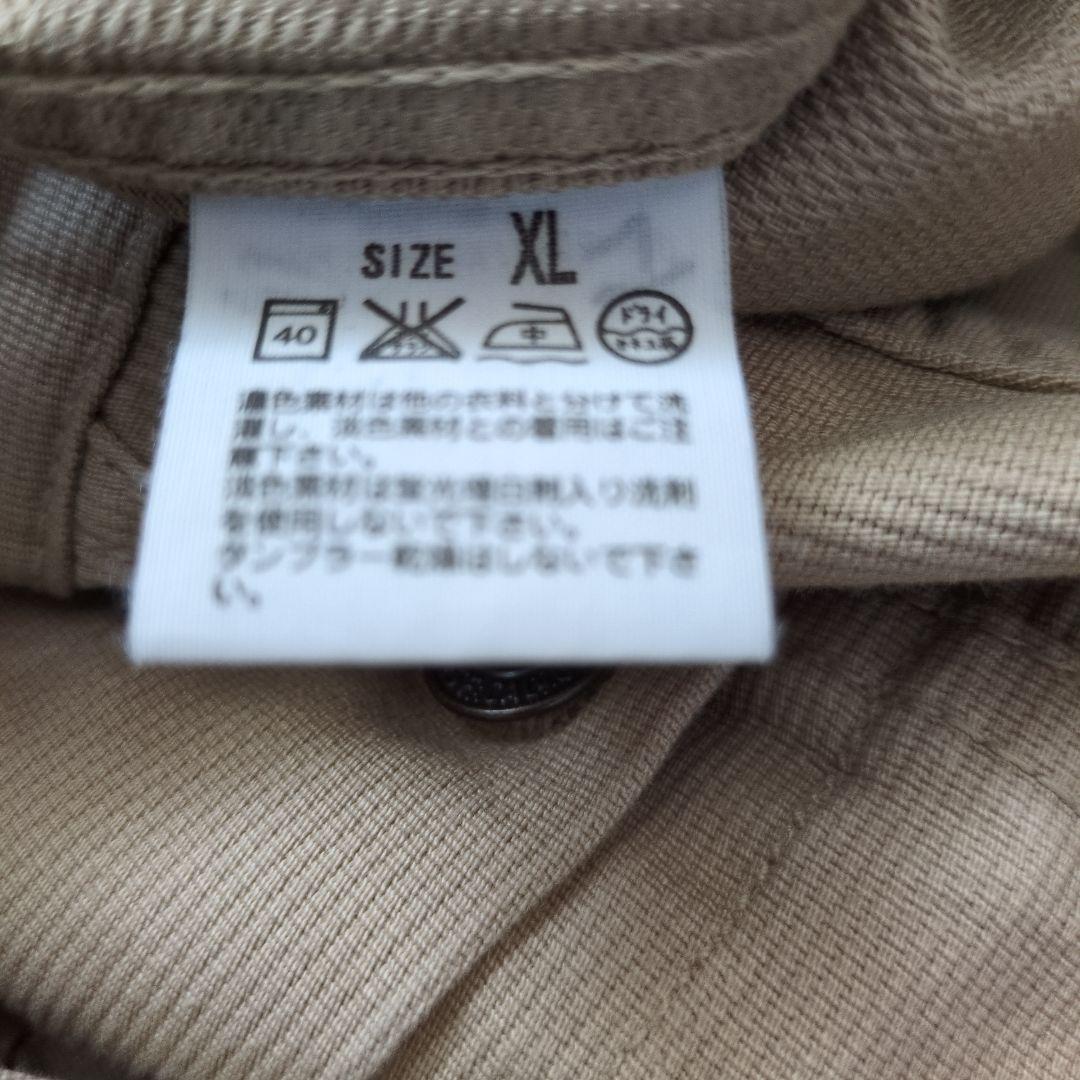 SIZE XL
40 中 ドライ セキユ系
濃色素材は他の衣料と分けて洗
濯し、淡色素材との着用はご注
意下さい。
淡色素材は蛍光増白剤入り洗剤
を使用しないで下さい。
タンブラー乾燥はしないで下さ
い。